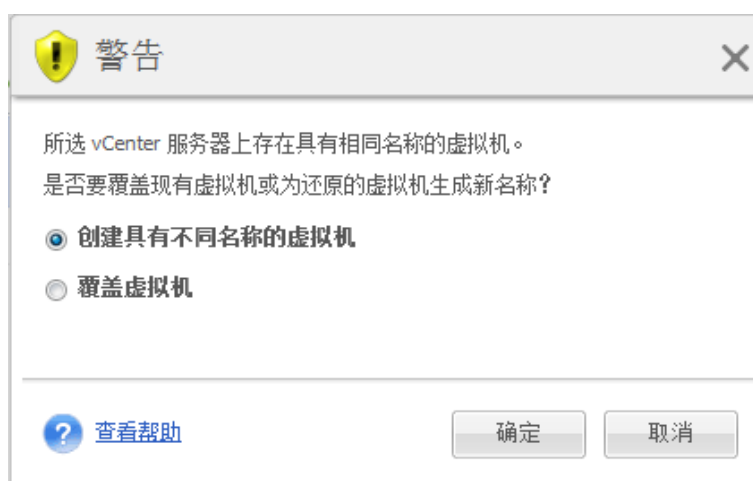 警告
所选 vCenter 服务器上存在具有相同名称的虚拟机。
是否要覆盖现有虚拟机或为还原的虚拟机生成新名称?
创建具有不同名称的虚拟机
覆盖虚拟机
查看帮助
确定
取消